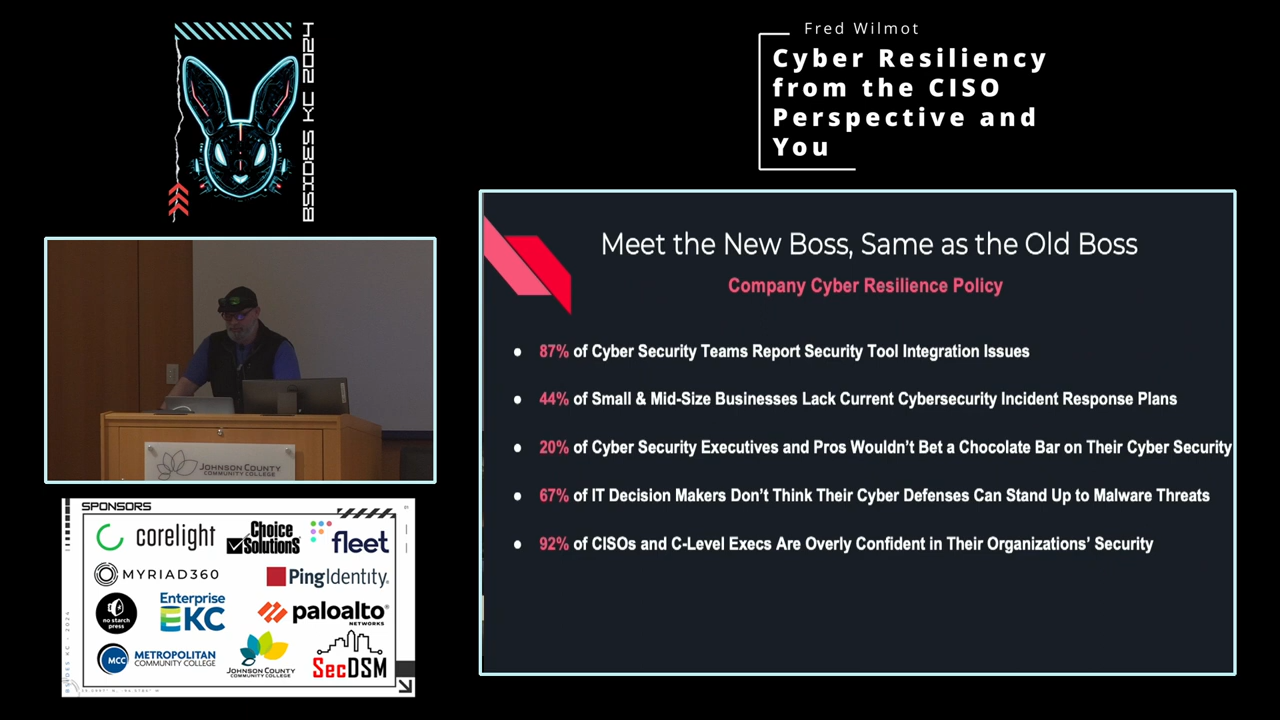 BSIDES KC 2024
Fred Wilmot
Cyber Resiliency
from the CISO
Perspective and
You
Meet the New Boss, Same as the Old Boss
Company Cyber Resilience Policy
• 87% of Cyber Security Teams Report Security Tool Integration Issues
• 44% of Small & Mid-Size Businesses Lack Current Cybersecurity Incident Response Plans
• 20% of Cyber Security Executives and Pros Wouldn't Bet a Chocolate Bar on Their Cyber Security
• 67% of IT Decision Makers Don't Think Their Cyber Defenses Can Stand Up to Malware Threats
• 92% of CISOs and C-Level Execs Are Overly Confident in Their Organizations' Security
JOHNSON COUNTY
COMMUNITY COLLEGE
SPONSORS
corelight
Choice
SolutionS
fleet
MYRIAD360
PingIdentity.
no starch
press
Enterprise
EKC
paloalto
NETWORKS
MCC
METROPOLITAN
COMMUNITY COLLEGE
JOHNSON COUNTY
COMMUNITY COLLEGE
SecDSM
BSIDES KC - 2024